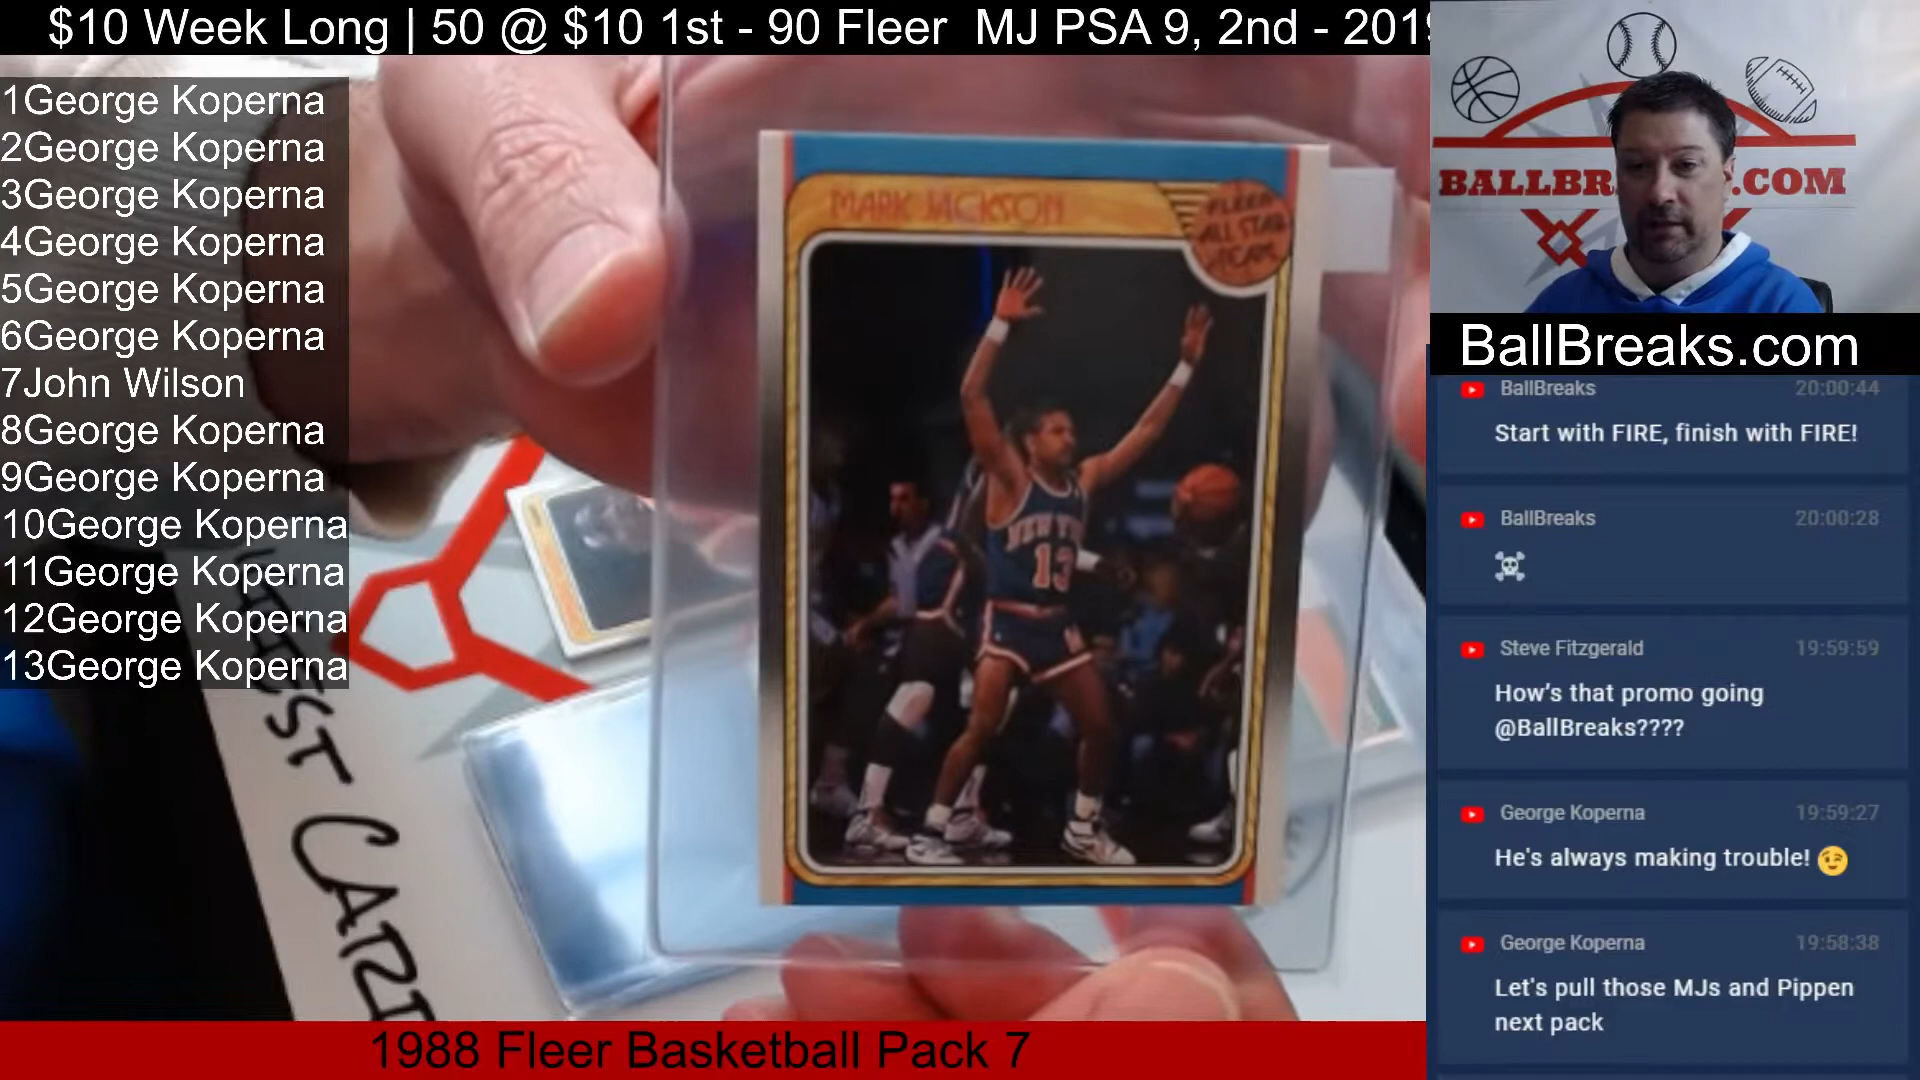 $10 Week Long | 50 @ $10 1st - 90 Fleer  MJ PSA 9, 2nd - 2019
1George Koperna
2George Koperna
3George Koperna
4George Koperna
5George Koperna
6George Koperna
7John Wilson
8George Koperna
9George Koperna
10George Koperna
11George Koperna
12George Koperna
13George Koperna
MARK JACKSON
FLEER
ALL STAR
TEAM
NEW YO
13
CARD
1988 Fleer Basketball Pack 7
BALLBR .COM
BallBreaks.com
BallBreaks 20:00:44
Start with FIRE, finish with FIRE!
BallBreaks 20:00:28
☠
Steve Fitzgerald 19:59:59
How's that promo going
@BallBreaks????
George Koperna 19:59:27
He's always making trouble! 😉
George Koperna 19:58:38
Let's pull those MJs and Pippen
next pack